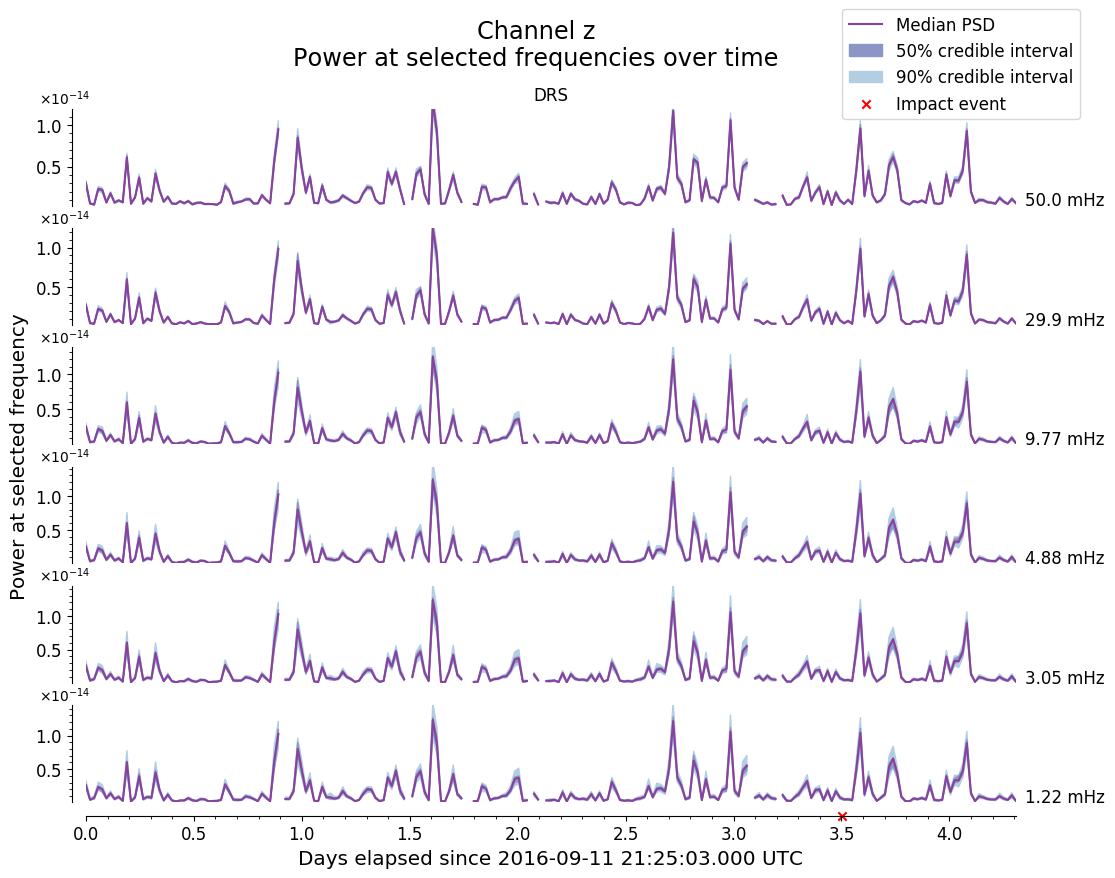 Channel z
Power at selected frequencies over time
Median PSD
50% credible interval
90% credible interval
Impact event
DRS
×10⁻¹⁴
1.0
0.5
50.0 mHz
×10⁻¹⁴
1.0
0.5
29.9 mHz
×10⁻¹⁴
1.0
0.5
9.77 mHz
×10⁻¹⁴
1.0
0.5
4.88 mHz
×10⁻¹⁴
1.0
0.5
3.05 mHz
×10⁻¹⁴
1.0
0.5
1.22 mHz
Power at selected frequency
0.0 0.5 1.0 1.5 2.0 2.5 3.0 3.5 4.0
Days elapsed since 2016-09-11 21:25:03.000 UTC